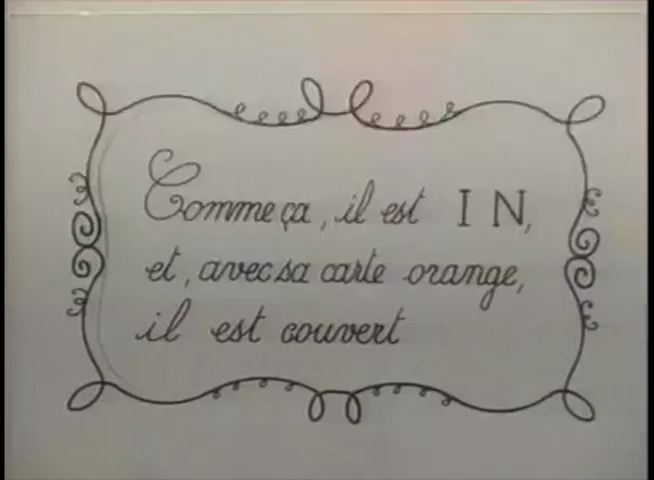 Comme ça, il est IN,
et, avec sa carte orange,
il est couvert